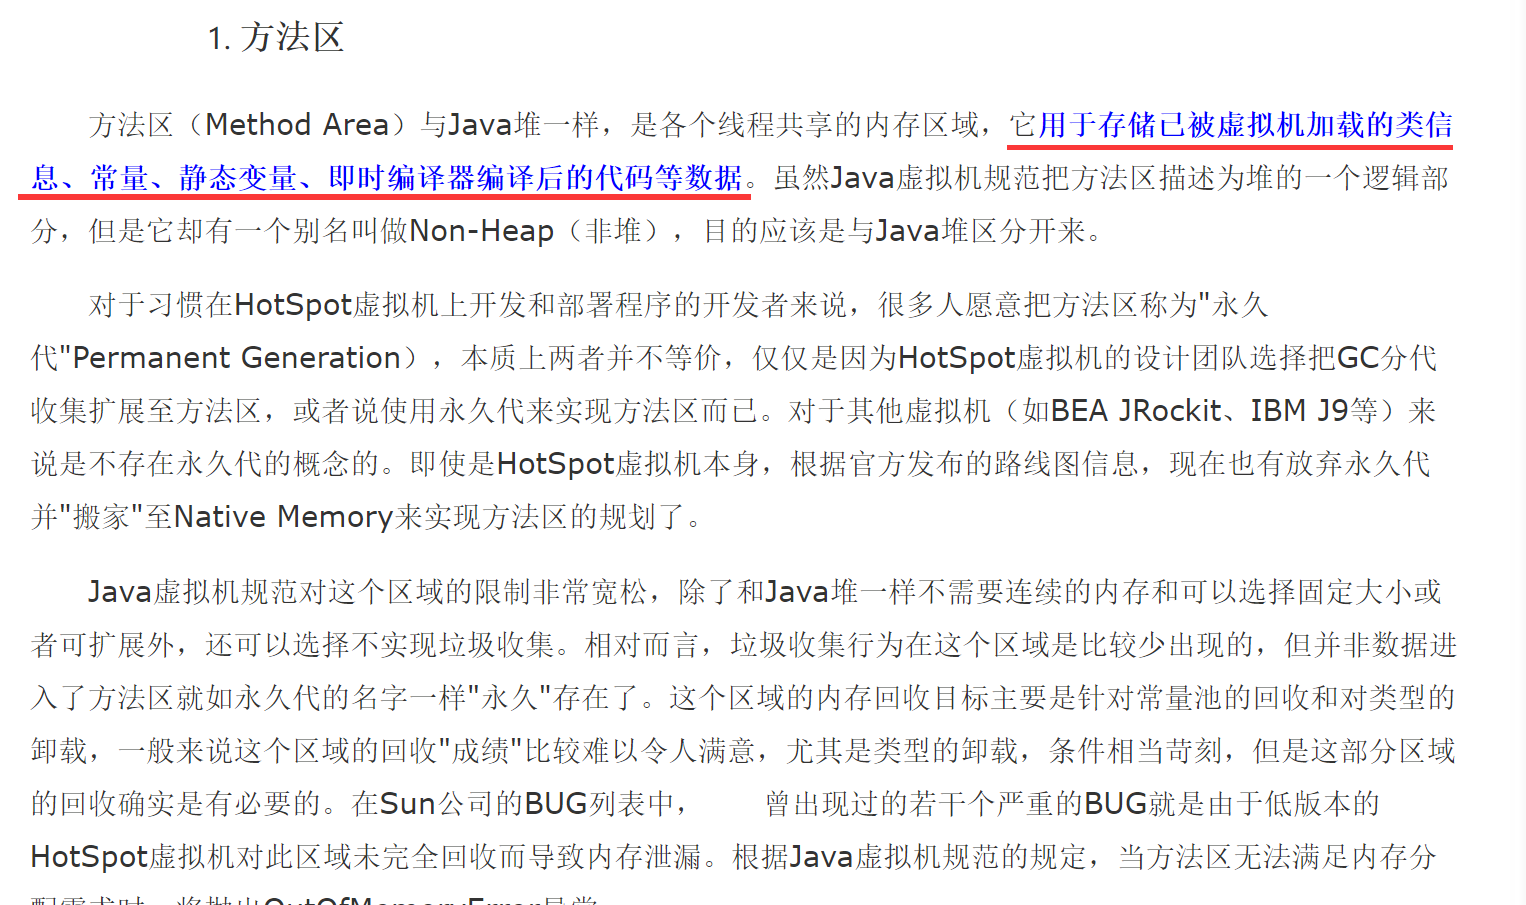 1. 方法区
方法区（Method Area）与Java堆一样，是各个线程共享的内存区域，它用于存储已被虚拟机加载的类信
息、常量、静态变量、即时编译器编译后的代码等数据。虽然Java虚拟机规范把方法区描述为堆的一个逻辑部
分，但是它却有一个别名叫做Non-Heap（非堆），目的应该是与Java堆区分开来。
对于习惯在HotSpot虚拟机上开发和部署程序的开发者来说，很多人愿意把方法区称为"永久
代"Permanent Generation），本质上两者并不等价，仅仅是因为HotSpot虚拟机的设计团队选择把GC分代
收集扩展至方法区，或者说使用永久代来实现方法区而已。对于其他虚拟机（如BEA JRockit、IBM J9等）来
说是不存在永久代的概念的。即使是HotSpot虚拟机本身，根据官方发布的路线图信息，现在也有放弃永久代
并"搬家"至Native Memory来实现方法区的规划了。
Java虚拟机规范对这个区域的限制非常宽松，除了和Java堆一样不需要连续的内存和可以选择固定大小或
者可扩展外，还可以选择不实现垃圾收集。相对而言，垃圾收集行为在这个区域是比较少出现的，但并非数据进
入了方法区就如永久代的名字一样"永久"存在了。这个区域的内存回收目标主要是针对常量池的回收和对类型的
卸载，一般来说这个区域的回收"成绩"比较难以令人满意，尤其是类型的卸载，条件相当苛刻，但是这部分区域
的回收确实是有必要的。在Sun公司的BUG列表中， 曾出现过的若干个严重的BUG就是由于低版本的
HotSpot虚拟机对此区域未完全回收而导致内存泄漏。根据Java虚拟机规范的规定，当方法区无法满足内存分
配需求时，将抛出OutOfMemoryError异常